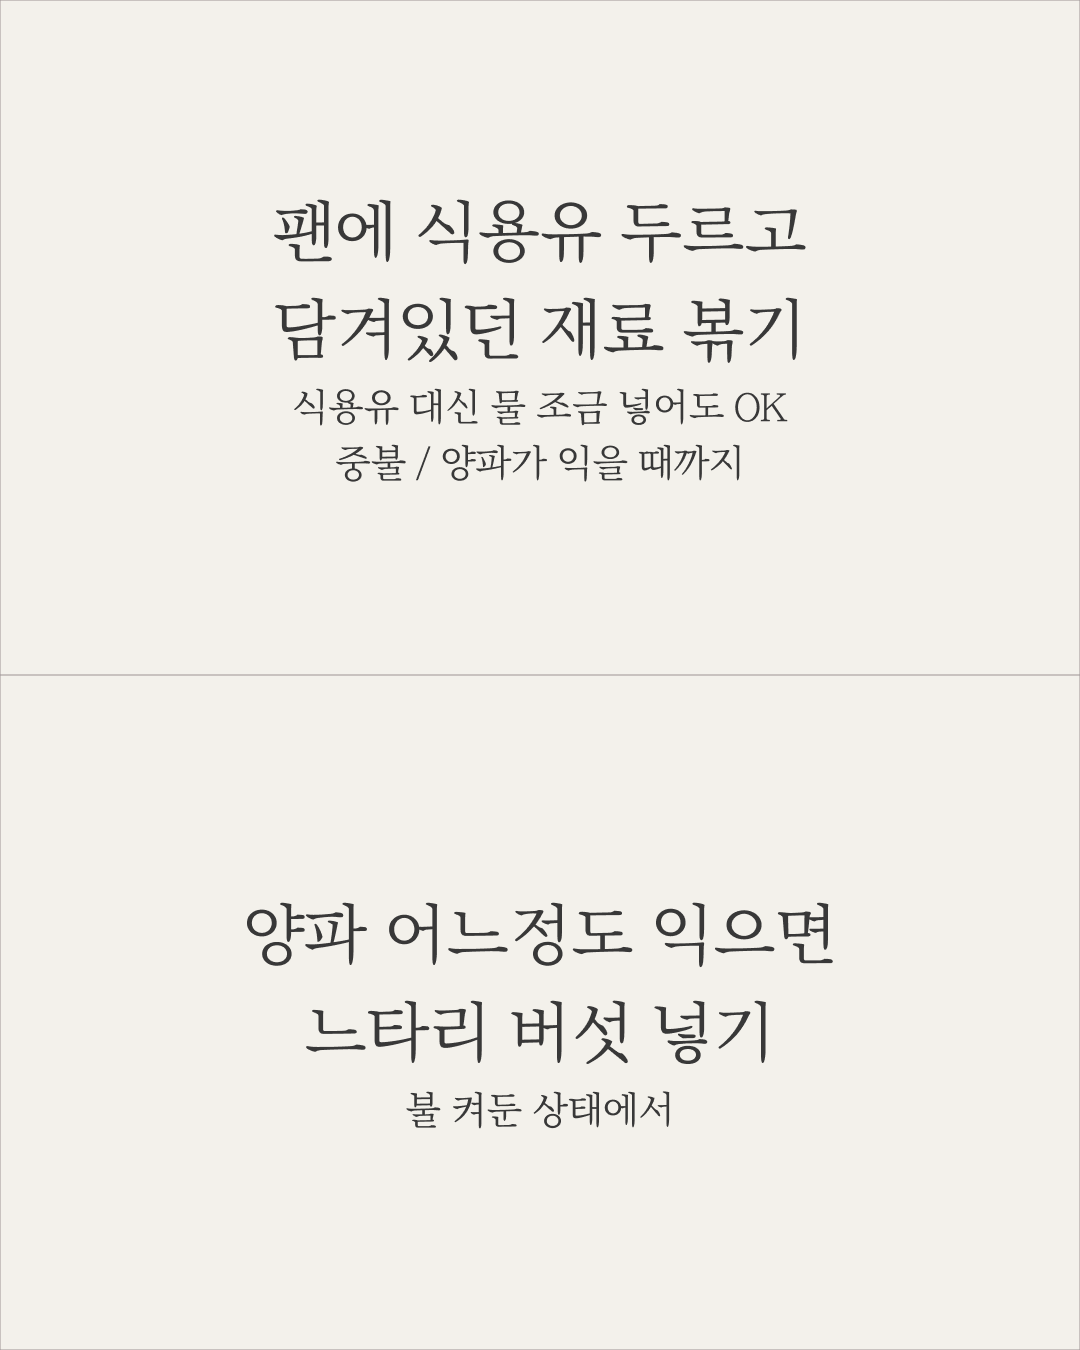 팬에 식용유 두르고
담겨있던 재료 볶기
식용유 대신 물 조금 넣어도 OK
중불 / 양파가 익을 때까지
양파 어느정도 익으면
느타리 버섯 넣기
불 켜둔 상태에서